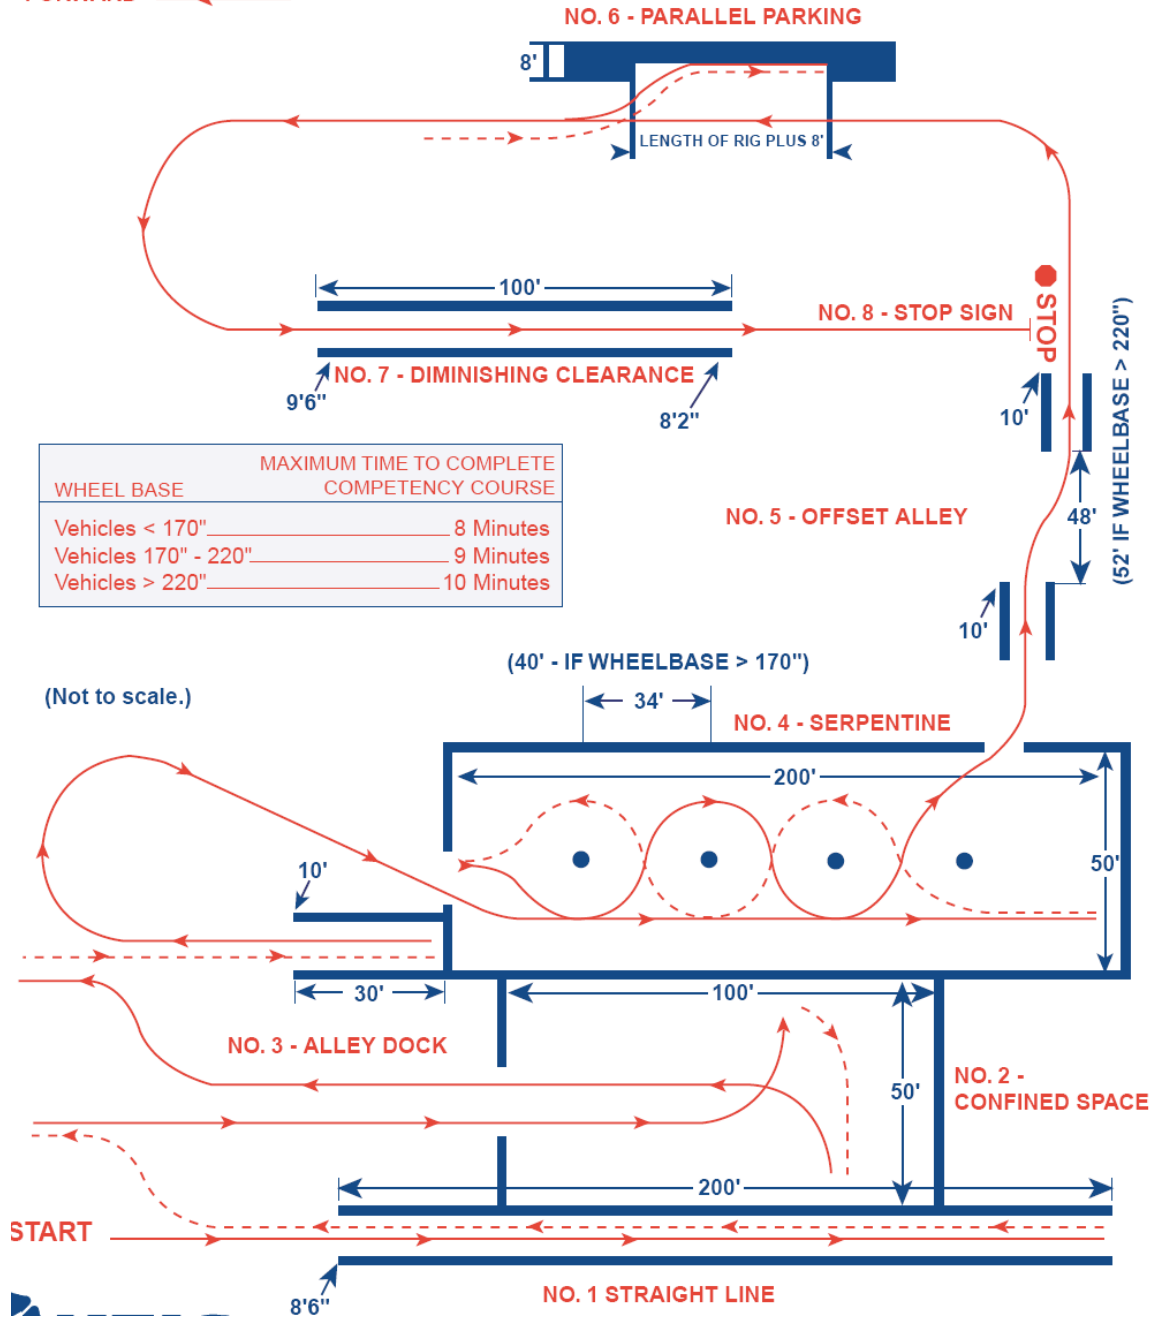 NO. 6 - PARALLEL PARKING
8'
LENGTH OF RIG PLUS 8'
100'
NO. 8 - STOP SIGN
STOP
NO. 7 - DIMINISHING CLEARANCE
9'6"
8'2"
10'
(52' IF WHEELBASE > 220")
MAXIMUM TIME TO COMPLETE
WHEEL BASE COMPETENCY COURSE
Vehicles < 170" 8 Minutes
Vehicles 170" - 220" 9 Minutes
Vehicles > 220" 10 Minutes
NO. 5 - OFFSET ALLEY
48'
10'
(40' - IF WHEELBASE > 170")
(Not to scale.)
34'
NO. 4 - SERPENTINE
200'
50'
10'
30'
100'
NO. 3 - ALLEY DOCK
50'
NO. 2 -
CONFINED SPACE
200'
START
8'6"
NO. 1 STRAIGHT LINE